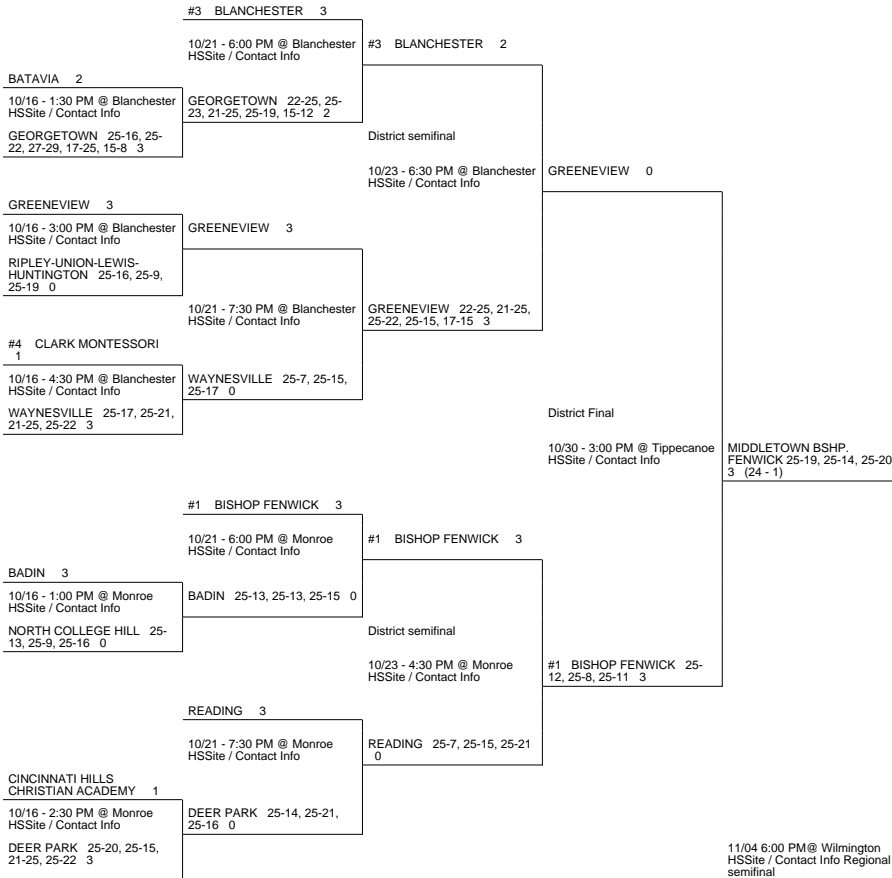 #3 BLANCHESTER 3
10/21 - 6:00 PM @ Blanchester
HSSite / Contact Info
#3 BLANCHESTER 2
BATAVIA 2
10/16 - 1:30 PM @ Blanchester
HSSite / Contact Info
GEORGETOWN 22-25, 25-
23, 21-25, 25-19, 15-12 2
GEORGETOWN 25-16, 25-
22, 27-29, 17-25, 15-8 3
District semifinal
10/23 - 6:30 PM @ Blanchester
HSSite / Contact Info
GREENEVIEW 0
GREENEVIEW 3
10/16 - 3:00 PM @ Blanchester
HSSite / Contact Info
GREENEVIEW 3
RIPLEY-UNION-LEWIS-
HUNTINGTON 25-16, 25-9,
25-19 0
10/21 - 7:30 PM @ Blanchester
HSSite / Contact Info
GREENEVIEW 22-25, 21-25,
25-22, 25-15, 17-15 3
#4 CLARK MONTESSORI
1
10/16 - 4:30 PM @ Blanchester
HSSite / Contact Info
WAYNESVILLE 25-7, 25-15,
25-17 0
WAYNESVILLE 25-17, 25-21,
21-25, 25-22 3
District Final
10/30 - 3:00 PM @ Tippecanoe
HSSite / Contact Info
MIDDLETOWN BSHP.
FENWICK 25-19, 25-14, 25-20
3 (24 - 1)
#1 BISHOP FENWICK 3
10/21 - 6:00 PM @ Monroe
HSSite / Contact Info
#1 BISHOP FENWICK 3
BADIN 3
10/16 - 1:00 PM @ Monroe
HSSite / Contact Info
BADIN 25-13, 25-13, 25-15 0
NORTH COLLEGE HILL 25-
13, 25-9, 25-16 0
District semifinal
10/23 - 4:30 PM @ Monroe
HSSite / Contact Info
#1 BISHOP FENWICK 25-
12, 25-8, 25-11 3
READING 3
10/21 - 7:30 PM @ Monroe
HSSite / Contact Info
READING 25-7, 25-15, 25-21
0
CINCINNATI HILLS
CHRISTIAN ACADEMY 1
10/16 - 2:30 PM @ Monroe
HSSite / Contact Info
DEER PARK 25-14, 25-21,
25-16 0
DEER PARK 25-20, 25-15,
21-25, 25-22 3
11/04 6:00 PM@ Wilmington
HSSite / Contact Info Regional
semifinal